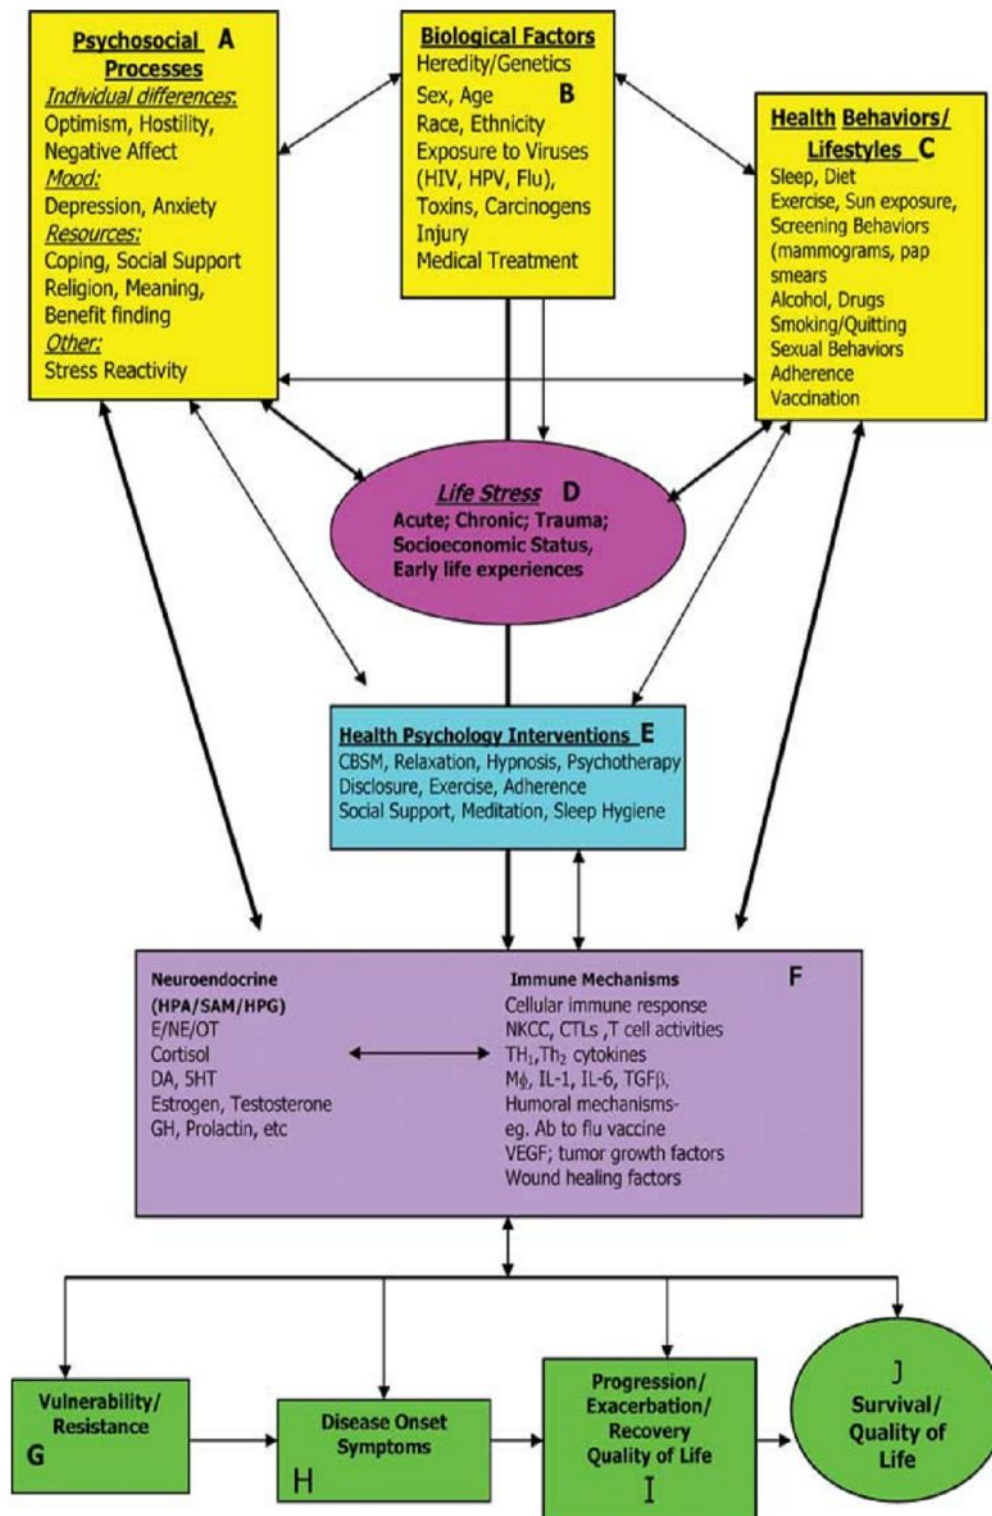 Psychosocial A
Processes
Individual differences:
Optimism, Hostility,
Negative Affect
Mood:
Depression, Anxiety
Resources:
Coping, Social Support
Religion, Meaning,
Benefit finding
Other:
Stress Reactivity
Biological Factors
Heredity/Genetics
Sex, Age B
Race, Ethnicity
Exposure to Viruses
(HIV, HPV, Flu),
Toxins, Carcinogens
Injury
Medical Treatment
Health Behaviors/
Lifestyles C
Sleep, Diet
Exercise, Sun exposure,
Screening Behaviors
(mammograms, pap
smears
Alcohol, Drugs
Smoking/Quitting
Sexual Behaviors
Adherence
Vaccination
Life Stress D
Acute; Chronic; Trauma;
Socioeconomic Status,
Early life experiences
Health Psychology Interventions E
CBSM, Relaxation, Hypnosis, Psychotherapy
Disclosure, Exercise, Adherence
Social Support, Meditation, Sleep Hygiene
F
Neuroendocrine
(HPA/SAM/HPG)
E/NE/OT
Cortisol
DA, 5HT
Estrogen, Testosterone
GH, Prolactin, etc
Immune Mechanisms
Cellular immune response
NKCC, CTLs ,T cell activities
TH₁,Th₂ cytokines
Mϕ, IL-1, IL-6, TGFβ,
Humoral mechanisms-
eg. Ab to flu vaccine
VEGF; tumor growth factors
Wound healing factors
Vulnerability/
Resistance
G
Disease Onset
Symptoms
H
Progression/
Exacerbation/
Recovery
Quality of Life
I
J
Survival/
Quality of
Life